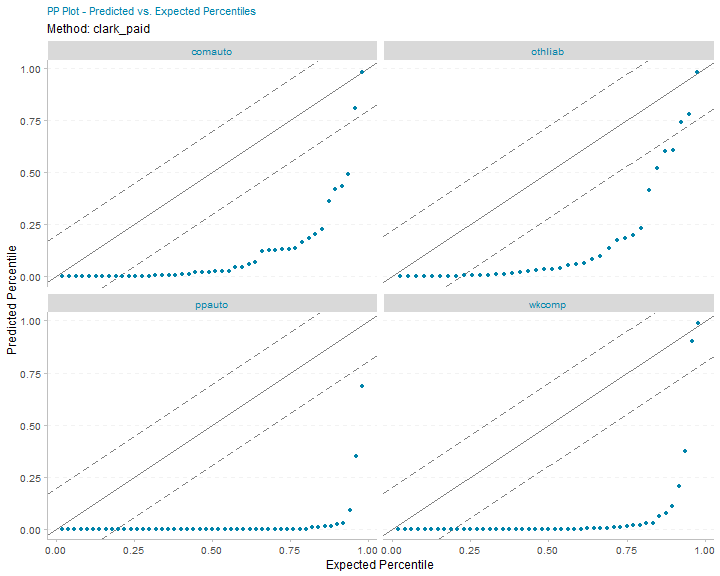 PP Plot - Predicted vs. Expected Percentiles
Method: clark_paid
comauto
othliab
1.00
0.75
0.50
0.25
0.00
ppauto
wkcomp
1.00
0.75
0.50
0.25
0.00
Predicted Percentile
0.00 0.25 0.50 0.75 1.00 0.00 0.25 0.50 0.75 1.00
Expected Percentile